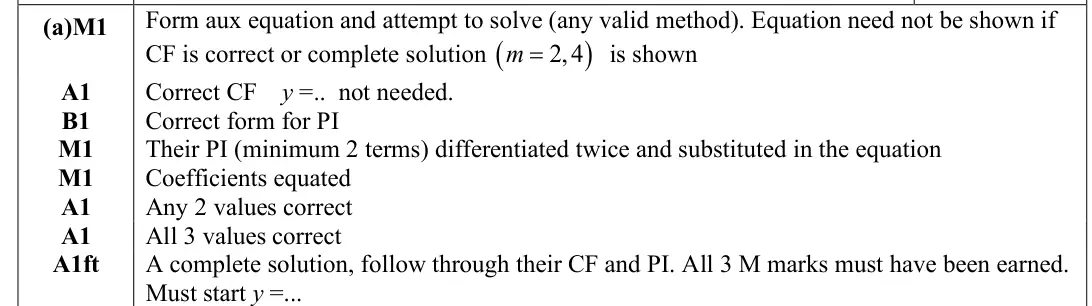 (a)M1 Form aux equation and attempt to solve (any valid method). Equation need not be shown if
CF is correct or complete solution (m = 2, 4) is shown
A1 Correct CF y =.. not needed.
B1 Correct form for PI
M1 Their PI (minimum 2 terms) differentiated twice and substituted in the equation
M1 Coefficients equated
A1 Any 2 values correct
A1 All 3 values correct
A1ft A complete solution, follow through their CF and PI. All 3 M marks must have been earned.
Must start y =...